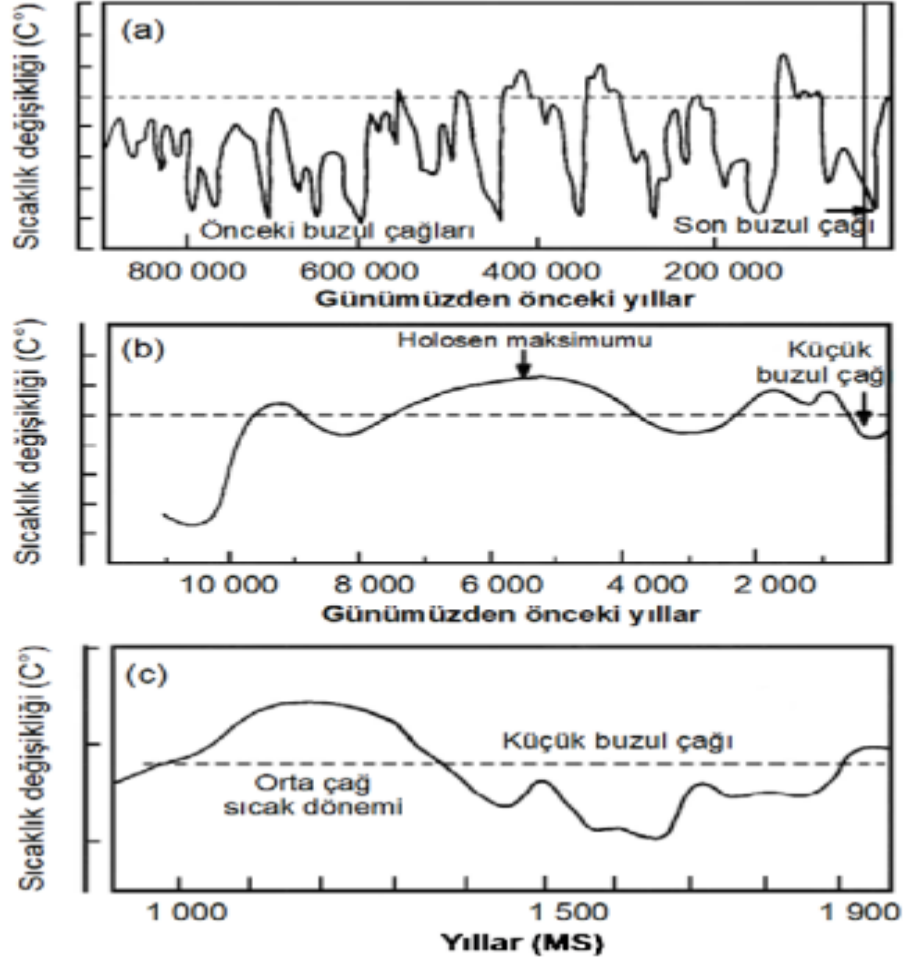 Sıcaklık değişikliği (C°)
(a)
Önceki buzul çağları
Son buzul çağı
800 000 600 000 400 000 200 000
Günümüzden önceki yıllar
Sıcaklık değişikliği (C°)
(b)
Holosen maksimumu
Küçük
buzul çağ
10 000 8 000 6 000 4 000 2 000
Günümüzden önceki yıllar
Sıcaklık değişikliği (C°)
(c)
Küçük buzul çağı
Orta çağ
sıcak dönemi
1 000 1 500 1 900
Yıllar (MS)